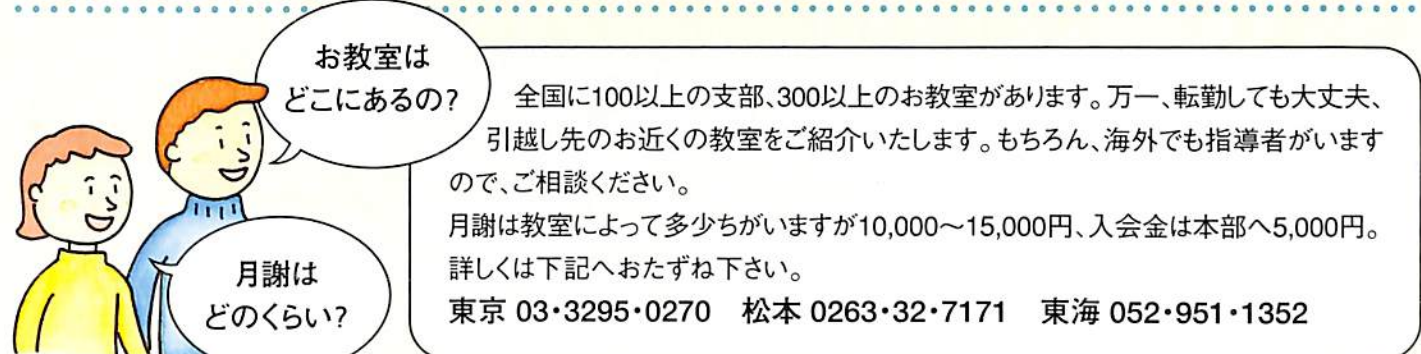 お教室は
どこにあるの?
月謝は
どのくらい?
全国に100以上の支部、300以上のお教室があります。万一、転勤しても大丈夫、
引越し先のお近くの教室をご紹介いたします。もちろん、海外でも指導者がいます
ので、ご相談ください。
月謝は教室によって多少ちがいますが10,000〜15,000円、入会金は本部へ5,000円。
詳しくは下記へおたずね下さい。
東京 03・3295・0270　松本 0263・32・7171　東海 052・951・1352